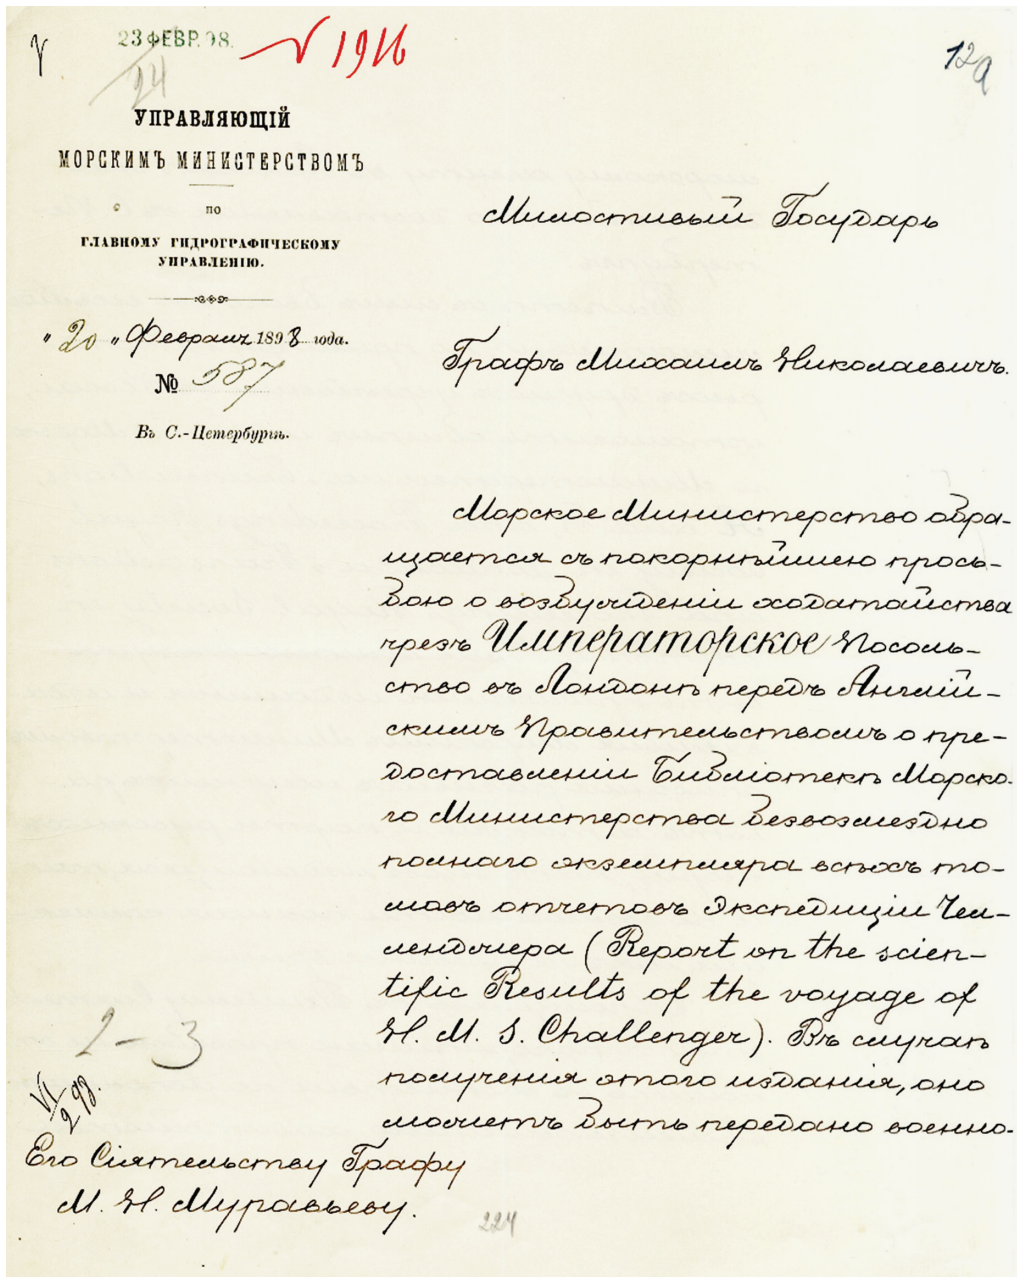 23 ФЕВР. 98.
№ 1916
12а
24
УПРАВЛЯЮЩІЙ
МОРСКИМЪ МИНИСТЕРСТВОМЪ
ПО
ГЛАВНОМУ ГИДРОГРАФИЧЕСКОМУ
УПРАВЛЕНІЮ.
„20„ Февраля 1898 года.
№ 587
Въ С.-Петербургѣ.
Милостивый Государь
Графъ Михаилъ Николаевичъ.
Морское Министерство обра-
щается съ покорнѣйшею прось-
бою о возбужденіи ходатайства
чрезъ Императорское Посоль-
ство въ Лондонѣ передъ Англій-
скимъ Правительствомъ о пре-
доставленіи Библіотекѣ Морско-
го Министерства безвозмездно
полнаго экземпляра всѣхъ то-
мовъ отчетовъ Экспедиціи Чел-
ленджера (Report on the scien-
tific Results of the voyage of
H. M. S. Challenger). Въ случаѣ
полученія этого изданія, оно
можетъ быть передано военно-
2-3
VI
2 98.
Его Сіятельству Графу
М. Н. Муравьеву.
224